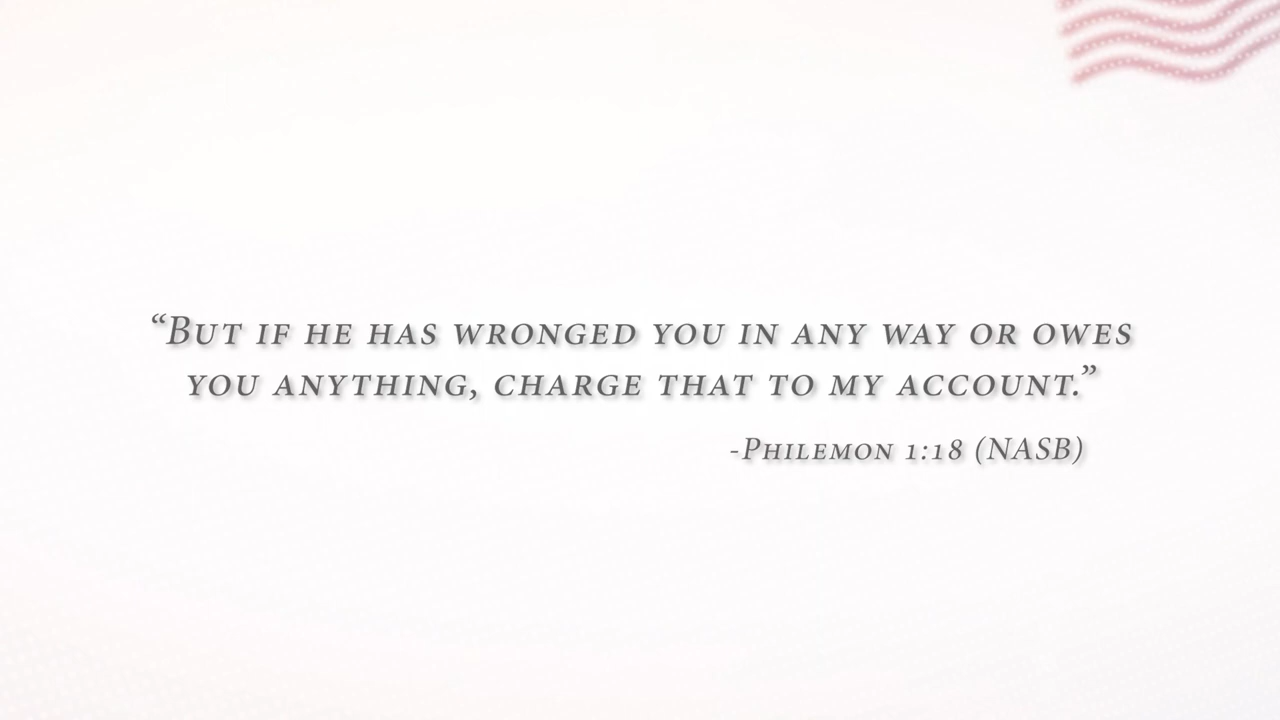 “But if he has wronged you in any way or owes
you anything, charge that to my account.”
-Philemon 1:18 (NASB)